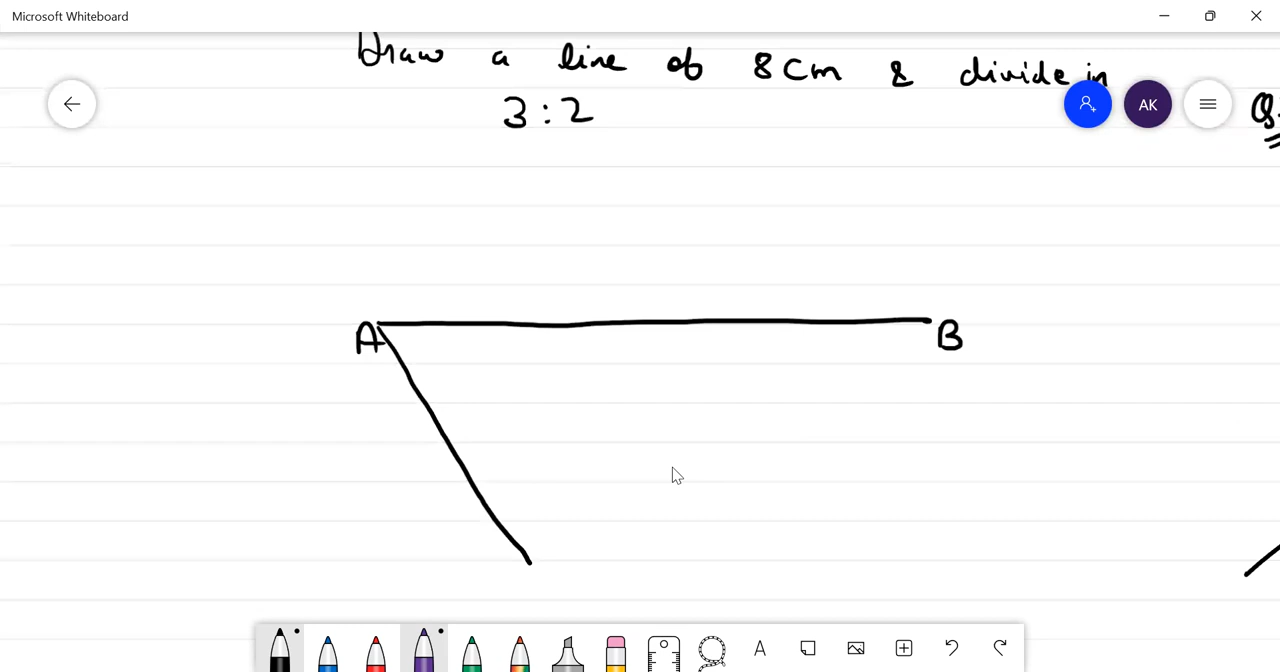 Microsoft Whiteboard
Draw a line of 8 Cm & divide in
3 : 2
AK
Q.
A
B
A